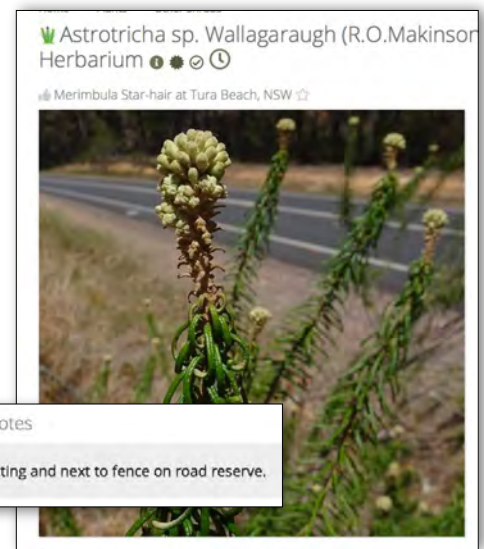 Astrotricha sp. Wallagaraugh (R.O.Makinson
Herbarium
Merimbula Star-hair at Tura Beach, NSW
otes
ting and next to fence on road reserve.